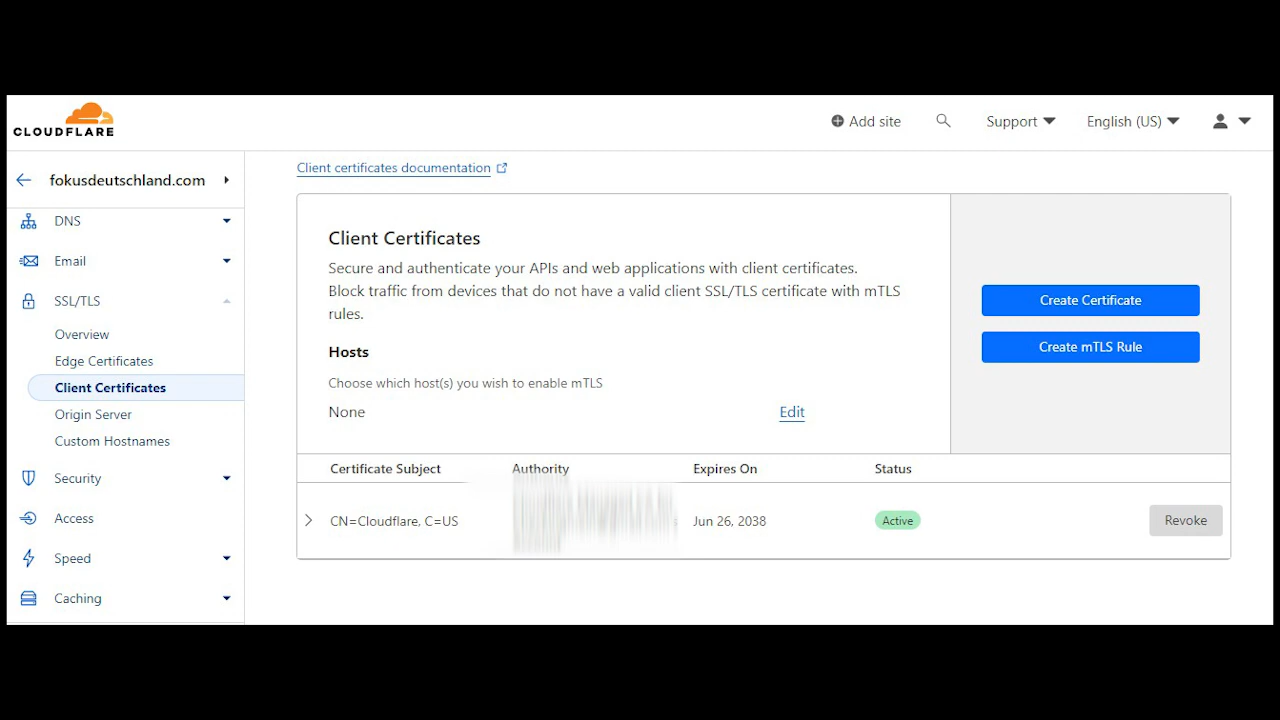 CLOUDFLARE
Add site
Support
English (US)
fokusdeutschland.com
DNS
Email
SSL/TLS
Overview
Edge Certificates
Client Certificates
Origin Server
Custom Hostnames
Security
Access
Speed
Caching
Client certificates documentation
Client Certificates
Secure and authenticate your APIs and web applications with client certificates.
Block traffic from devices that do not have a valid client SSL/TLS certificate with mTLS
rules.
Hosts
Choose which host(s) you wish to enable mTLS
None
Edit
Create Certificate
Create mTLS Rule
Certificate Subject
Authority
Expires On
Status
CN=Cloudflare, C=US
Jun 26, 2038
Active
Revoke